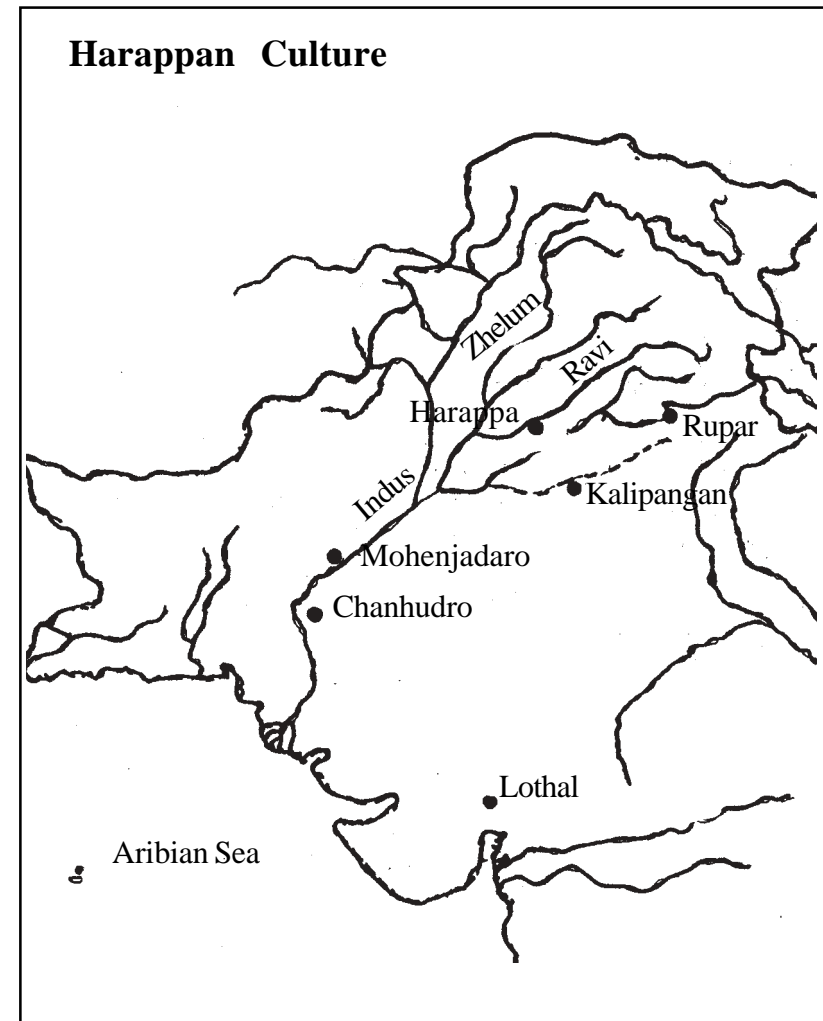 Harappan Culture
Zhelum
Ravi
Harappa
Rupar
Indus
Kalipangan
Mohenjadaro
Chanhudro
Lothal
Aribian Sea